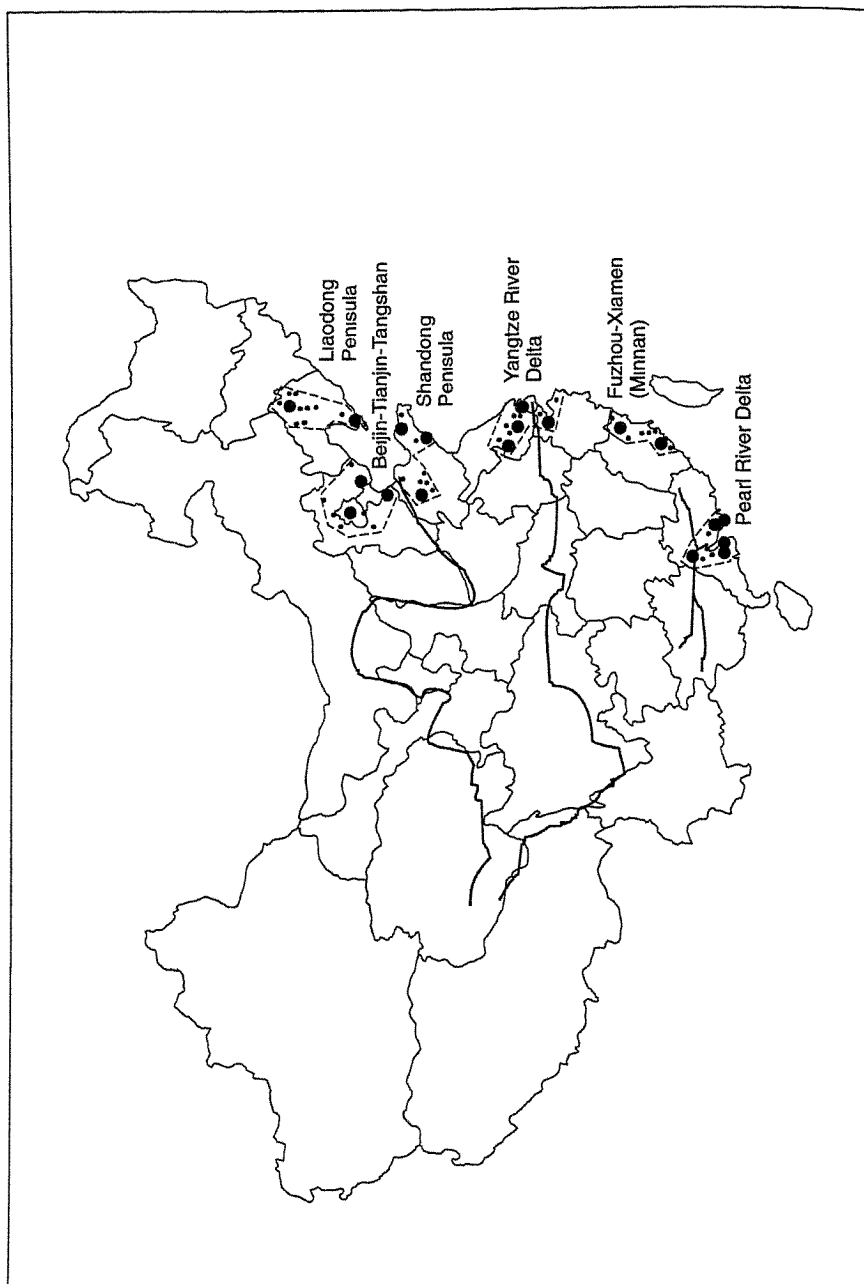 Liaodong
Penisula
Beijin-Tianjin-Tangshan
Shandong
Penisula
Yangtze River
Delta
Fuzhou-Xiamen
(Minnan)
Pearl River Delta